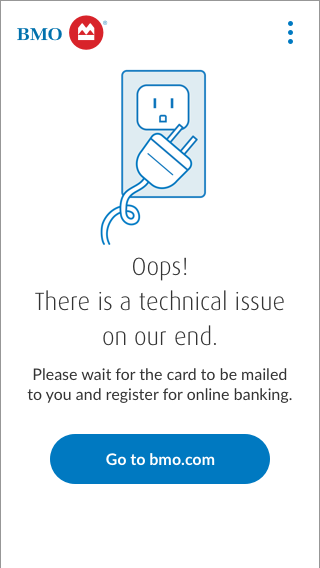 BMO
Oops!
There is a technical issue
on our end.
Please wait for the card to be mailed
to you and register for online banking.
Go to bmo.com